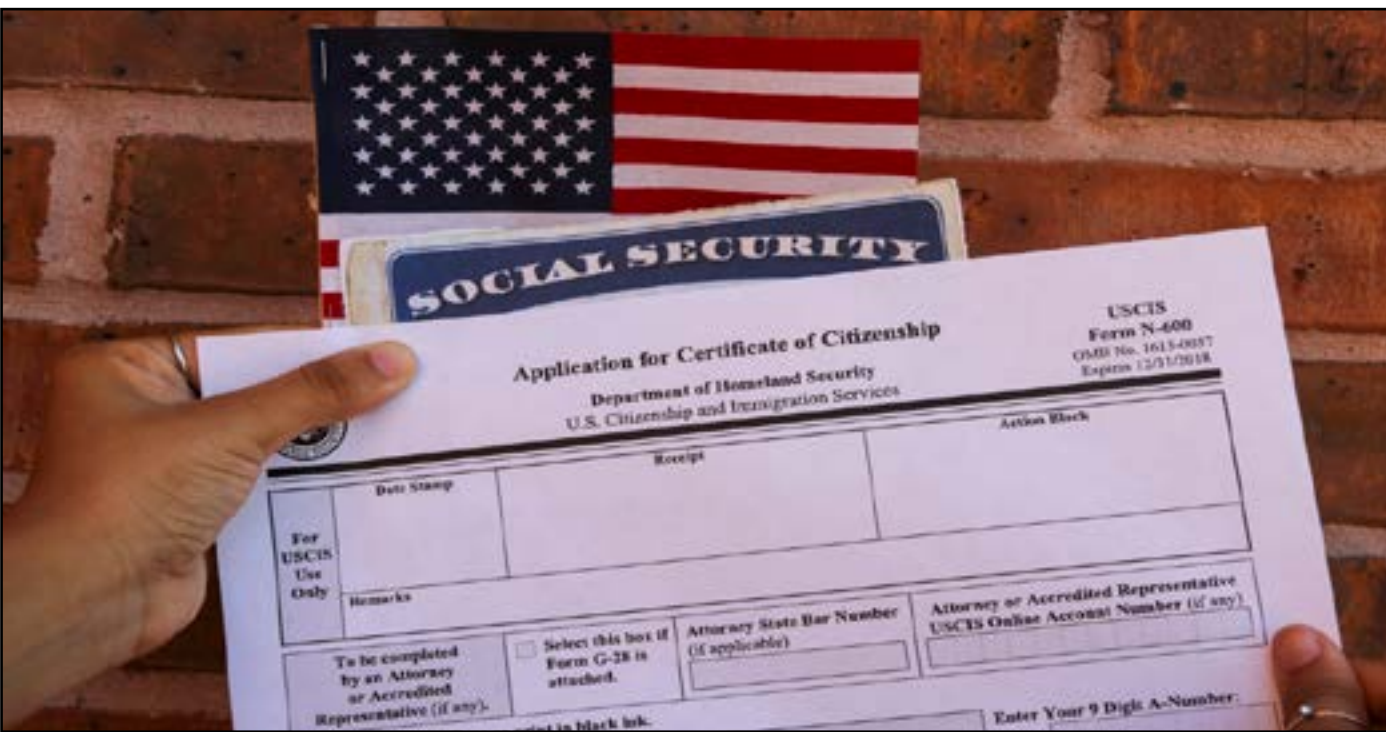 SOCIAL SECURITY
Application for Certificate of Citizenship
Department of Homeland Security
U.S. Citizenship and Immigration Services
USCIS
Form N-600
OMB No. 1615-0057
Expires 12/31/2018
For
USCIS
Use
Only
Date Stamp
Receipt
Action Block
Remarks
To be completed
by an Attorney
or Accredited
Representative (if any).
Select this box if
Form G-28 is
attached.
Attorney State Bar Number
(if applicable)
Attorney or Accredited Representative
USCIS Online Account Number (if any)
print in black ink.
Enter Your 9 Digit A-Number: